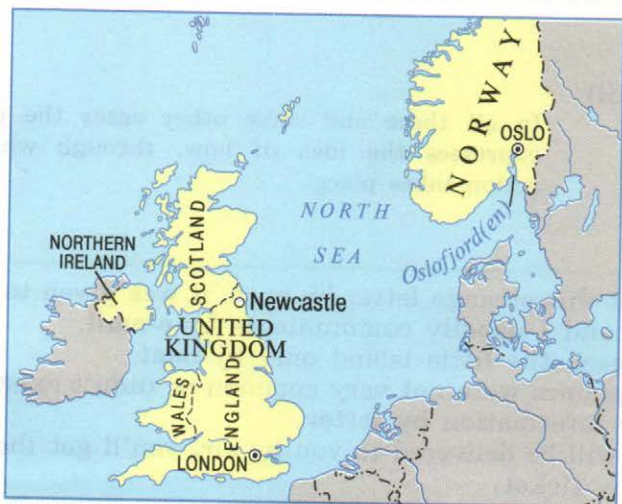 NORWAY
OSLO
NORTH
SEA
Oslofjord(en)
NORTHERN
IRELAND
SCOTLAND
Newcastle
UNITED
KINGDOM
WALES
ENGLAND
LONDON